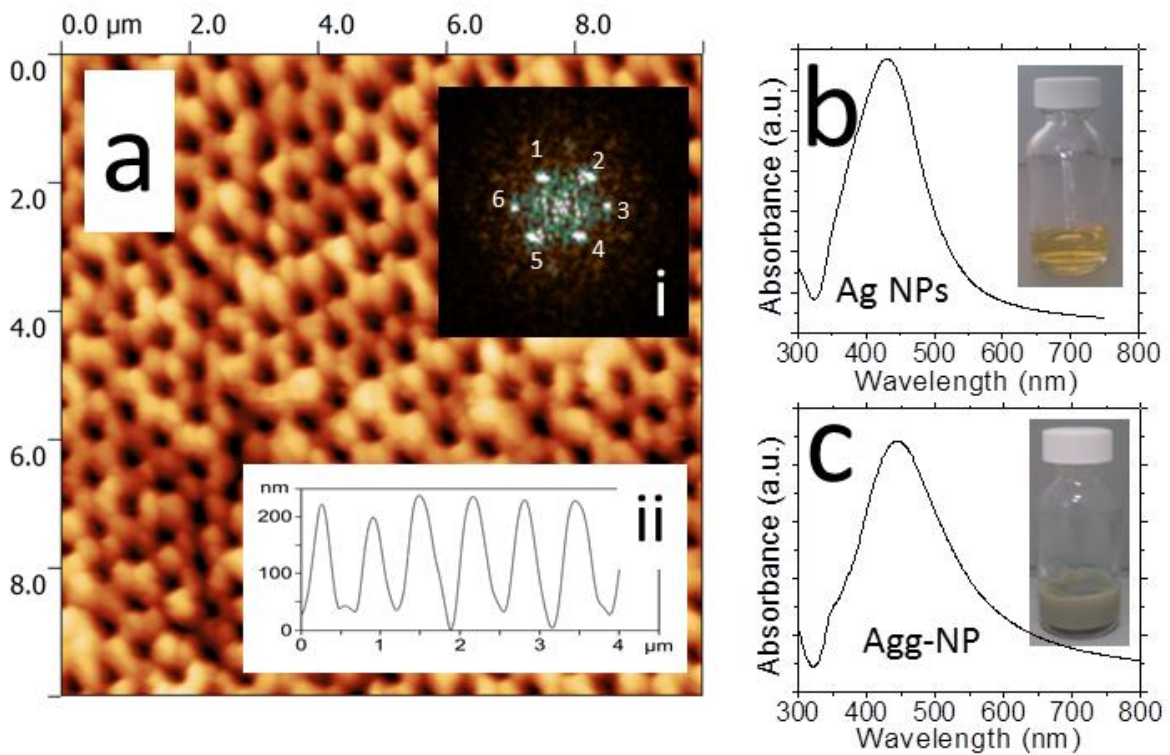 0.0 µm 2.0 4.0 6.0 8.0
0.0
2.0
4.0
6.0
8.0
a
1 2
6 3
5 4
i
nm
200
100
0
0 1 2 3 4 µm
ii
b
Absorbance (a.u.)
Ag NPs
300 400 500 600 700 800
Wavelength (nm)
c
Absorbance (a.u.)
Agg-NP
300 400 500 600 700 800
Wavelength (nm)